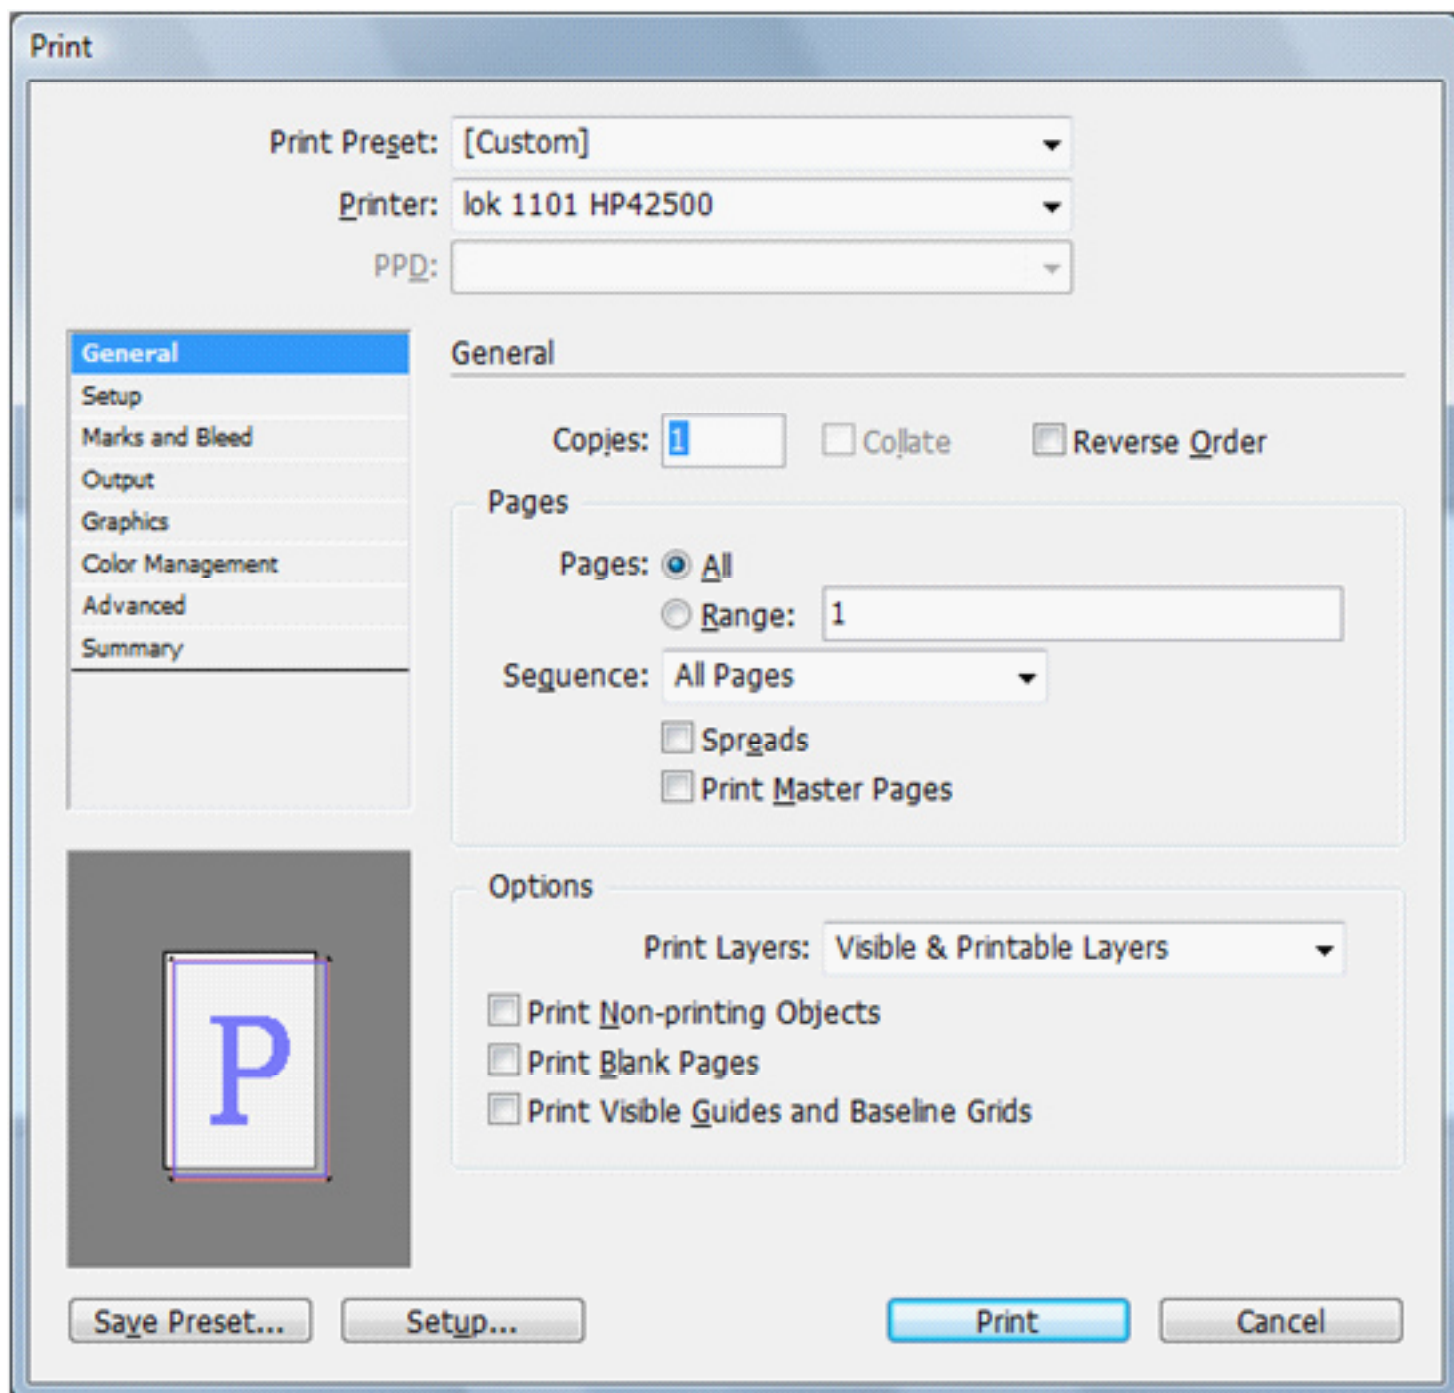 Print
Print Preset: [Custom]
Printer: lok 1101 HP42500
PPD:
General
Setup
Marks and Bleed
Output
Graphics
Color Management
Advanced
Summary
General
Copies: 1 Collate Reverse Order
Pages
Pages: All
Range: 1
Sequence: All Pages
Spreads
Print Master Pages
Options
Print Layers: Visible & Printable Layers
Print Non-printing Objects
Print Blank Pages
Print Visible Guides and Baseline Grids
P
Save Preset... Setup... Print Cancel